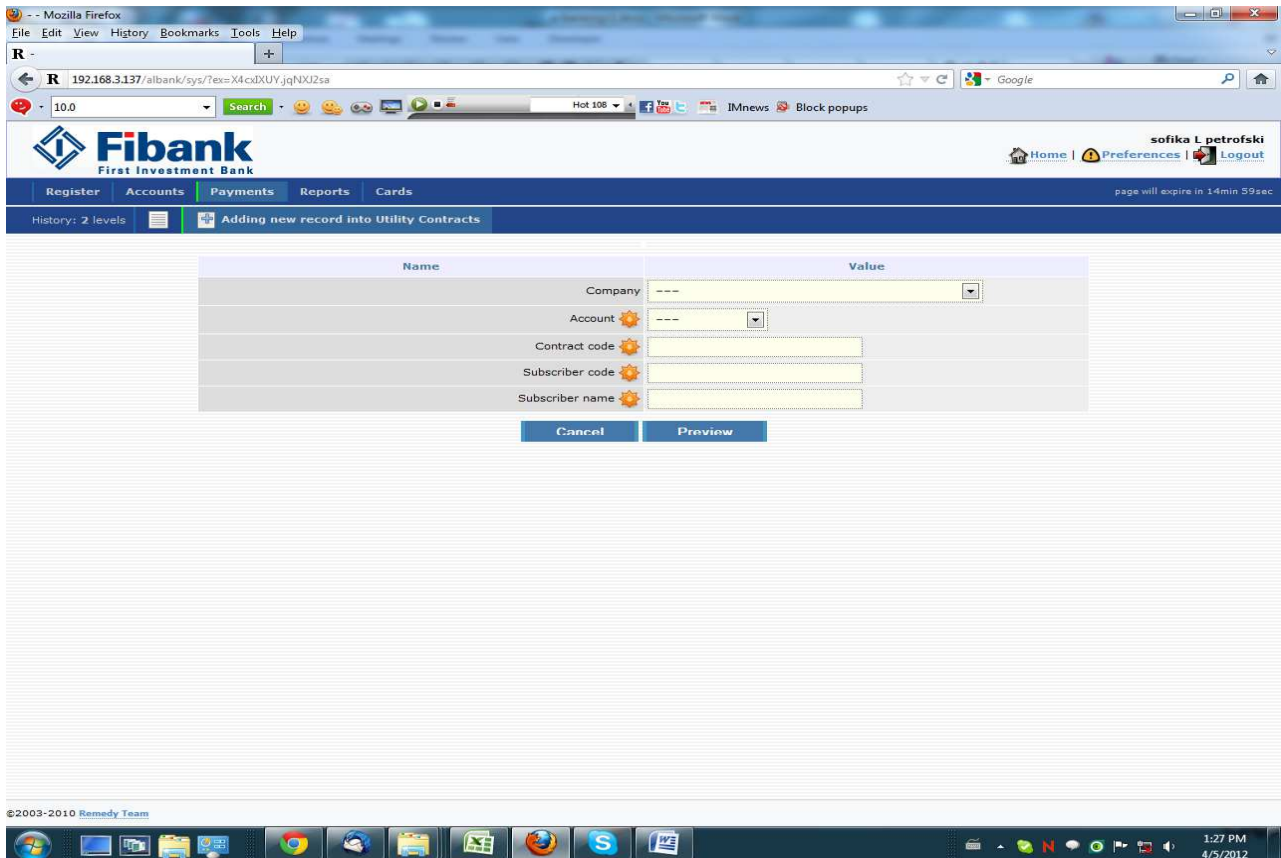 - - Mozilla Firefox
File Edit View History Bookmarks Tools Help
R -
R 192.168.3.137/albank/sys/?ex=X4cxIXUY.jqNXJ2sa
Google
10.0 Search Hot 108 IMnews Block popups
Fibank
First Investment Bank
sofika L petrofski
Home | Preferences | Logout
Register Accounts Payments Reports Cards
page will expire in 14min 59sec
History: 2 levels Adding new record into Utility Contracts
Name Value
Company ---
Account ---
Contract code
Subscriber code
Subscriber name
Cancel Preview
©2003-2010 Remedy Team
1:27 PM
4/5/2012